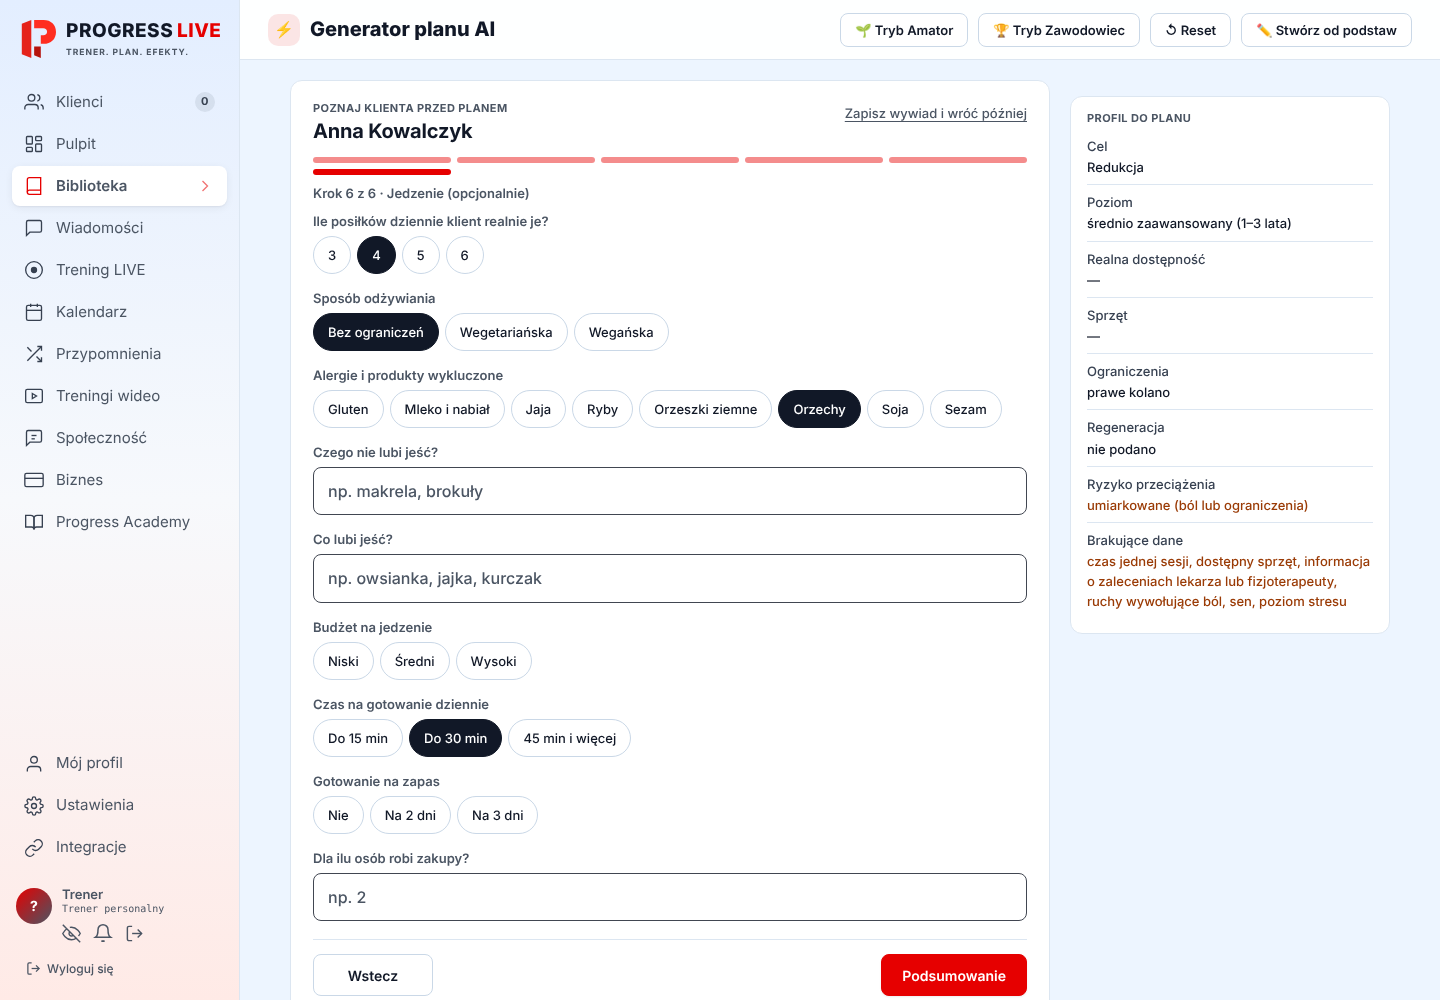 PROGRESS LIVE
TRENER. PLAN. EFEKTY.
Klienci
0
Pulpit
Biblioteka
Wiadomości
Trening LIVE
Kalendarz
Przypomnienia
Treningi wideo
Społeczność
Biznes
Progress Academy
Mój profil
Ustawienia
Integracje
?
Trener
Trener personalny
Wyloguj się
Generator planu AI
Tryb Amator
Tryb Zawodowiec
Reset
Stwórz od podstaw
POZNAJ KLIENTA PRZED PLANEM
Anna Kowalczyk
Zapisz wywiad i wróć później
Krok 6 z 6 · Jedzenie (opcjonalnie)
Ile posiłków dziennie klient realnie je?
3 4 5 6
Sposób odżywiania
Bez ograniczeń Wegetariańska Wegańska
Alergie i produkty wykluczone
Gluten Mleko i nabiał Jaja Ryby Orzeszki ziemne Orzechy Soja Sezam
Czego nie lubi jeść?
np. makrela, brokuły
Co lubi jeść?
np. owsianka, jajka, kurczak
Budżet na jedzenie
Niski Średni Wysoki
Czas na gotowanie dziennie
Do 15 min Do 30 min 45 min i więcej
Gotowanie na zapas
Nie Na 2 dni Na 3 dni
Dla ilu osób robi zakupy?
np. 2
Wstecz
Podsumowanie
PROFIL DO PLANU
Cel
Redukcja
Poziom
średnio zaawansowany (1–3 lata)
Realna dostępność
—
Sprzęt
—
Ograniczenia
prawe kolano
Regeneracja
nie podano
Ryzyko przeciążenia
umiarkowane (ból lub ograniczenia)
Brakujące dane
czas jednej sesji, dostępny sprzęt, informacja
o zaleceniach lekarza lub fizjoterapeuty,
ruchy wywołujące ból, sen, poziom stresu